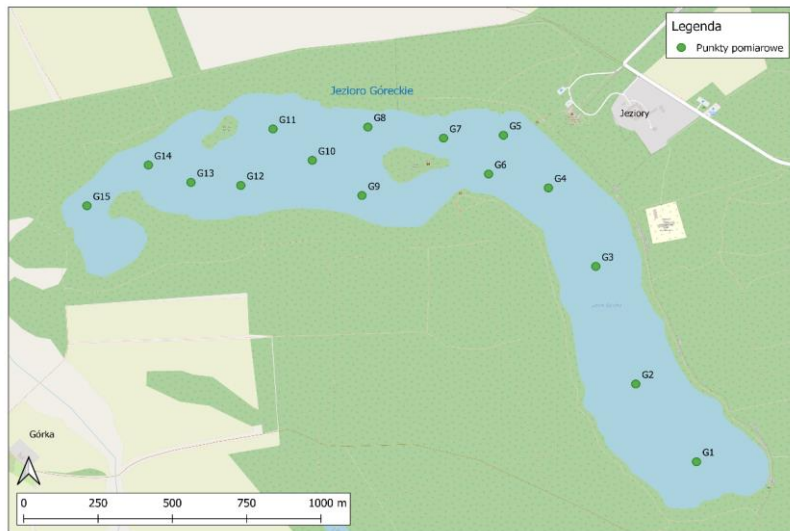 Legenda
Punkty pomiarowe
Jezioro Góreckie
Jeziory
G11
G8
G7
G5
G10
G14
G6
G13
G12
G4
G9
G15
G3
G2
Górka
G1
0 250 500 750 1000 m